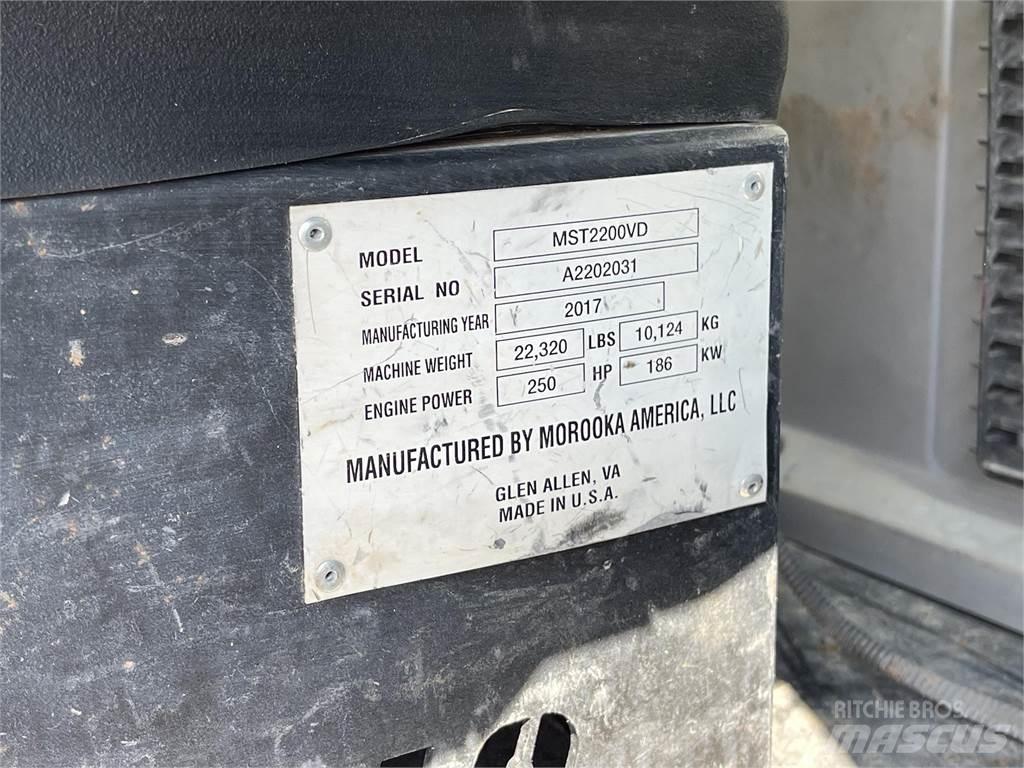 MODEL MST2200VD
SERIAL NO A2202031
MANUFACTURING YEAR 2017
MACHINE WEIGHT 22,320 LBS 10,124 KG
ENGINE POWER 250 HP 186 KW
MANUFACTURED BY MOROOKA AMERICA, LLC
GLEN ALLEN, VA
MADE IN U.S.A.
RITCHIE BROS.
MASCUS